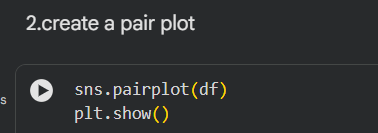 2.create a pair plot
sns.pairplot(df)
s
plt.show()